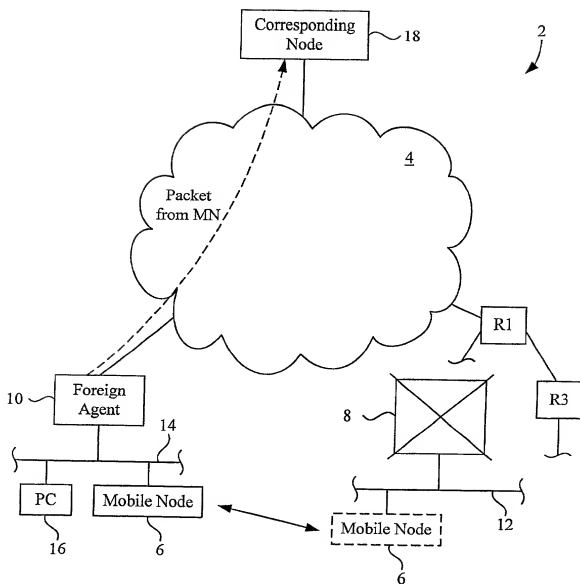 Corresponding
Node
18
2
4
Packet
from MN
R1
10
Foreign
Agent
8
R3
14
PC
Mobile Node
12
16
6
Mobile Node
6